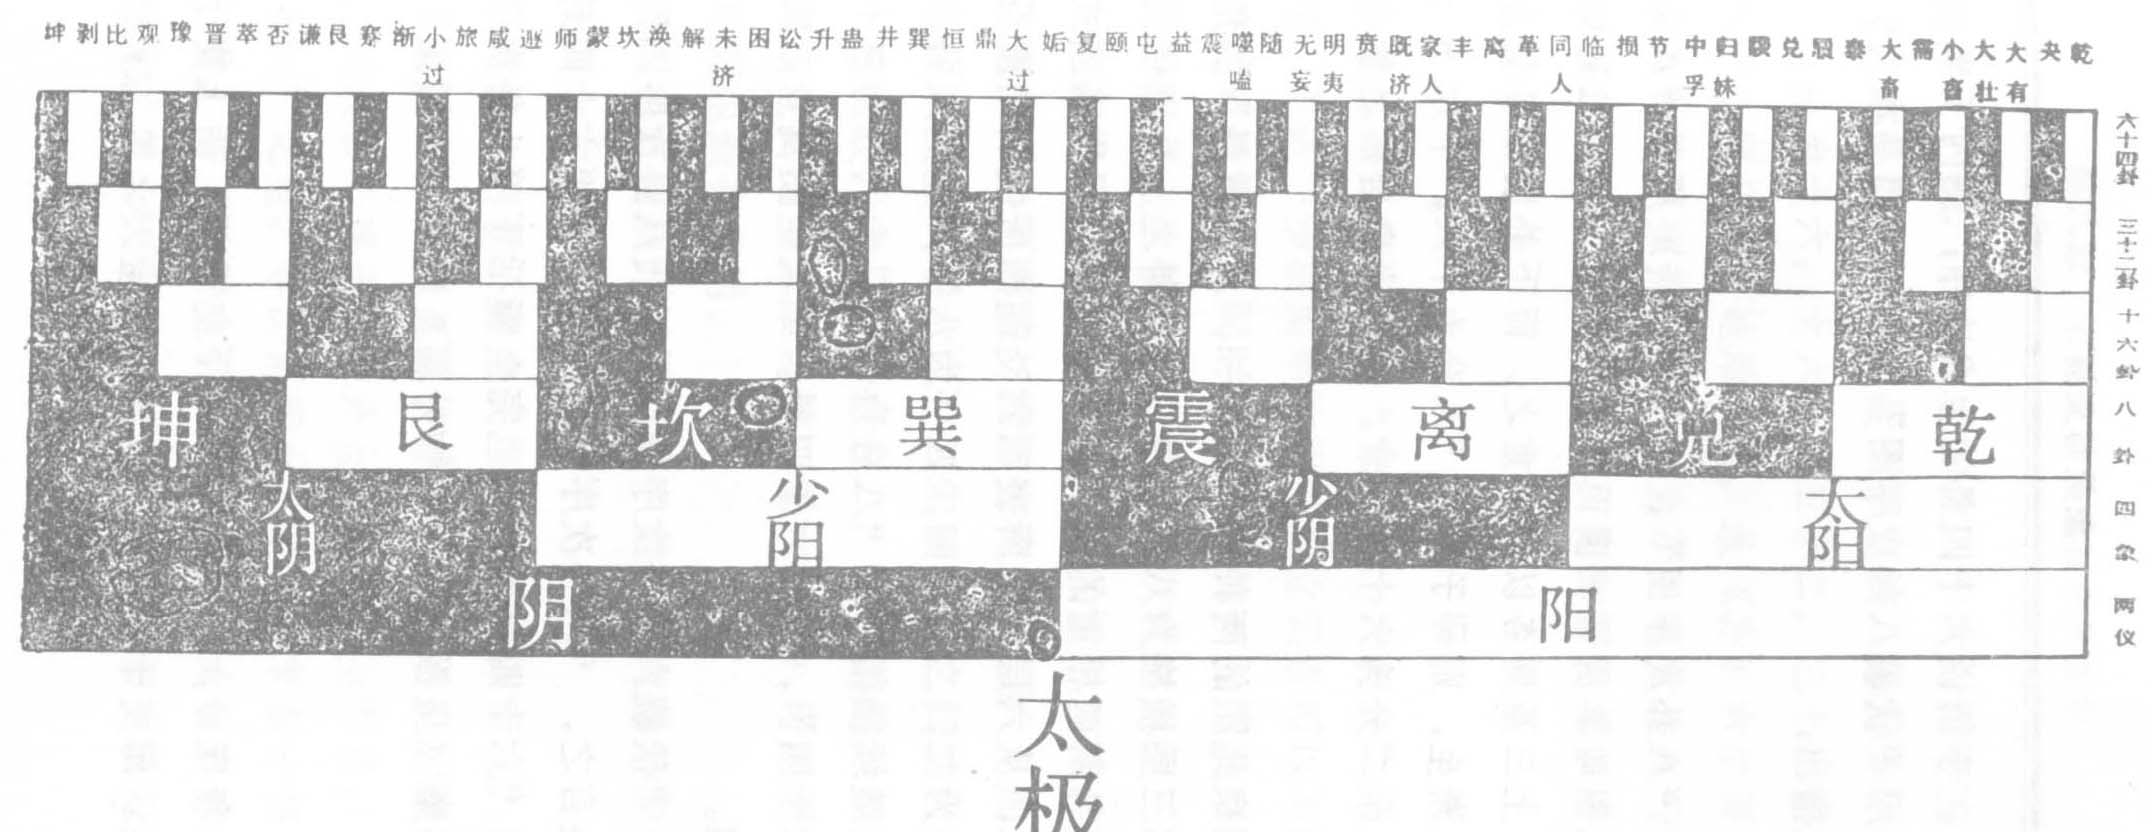 坤剥比观豫晋萃否谦艮蹇渐小旅咸遯师蒙坎涣解未困讼升蛊井巽恒鼎大姤复颐屯益震噬随无明贲既家丰离革同临损节中归睽兑履泰大需小大大夬乾
过济过嗑妄夷济人人孚妹畜畜壮有
六十四卦
三十二卦
十六卦
坤艮坎巽震离兑乾
八卦
太阴 少阳 少阴 太阳
四象
阴 阳
两仪
太极